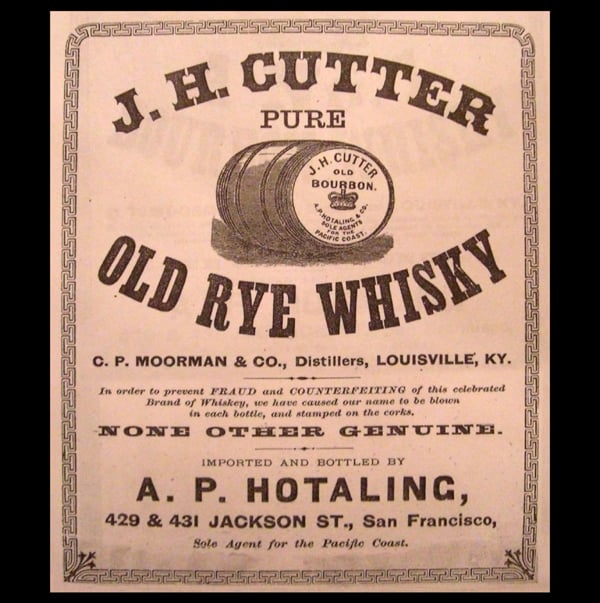 J. H. CUTTER
PURE
J. H. CUTTER
OLD
BOURBON.
A. P. HOTALING & CO.
SOLE AGENTS
FOR THE
PACIFIC COAST.
OLD RYE WHISKY
C. P. MOORMAN & CO., Distillers, LOUISVILLE, KY.
In order to prevent FRAUD and COUNTERFEITING of this celebrated
Brand of Whiskey, we have caused our name to be blown
in each bottle, and stamped on the corks.
NONE OTHER GENUINE.
IMPORTED AND BOTTLED BY
A. P. HOTALING,
429 & 431 JACKSON ST., San Francisco,
Sole Agent for the Pacific Coast.